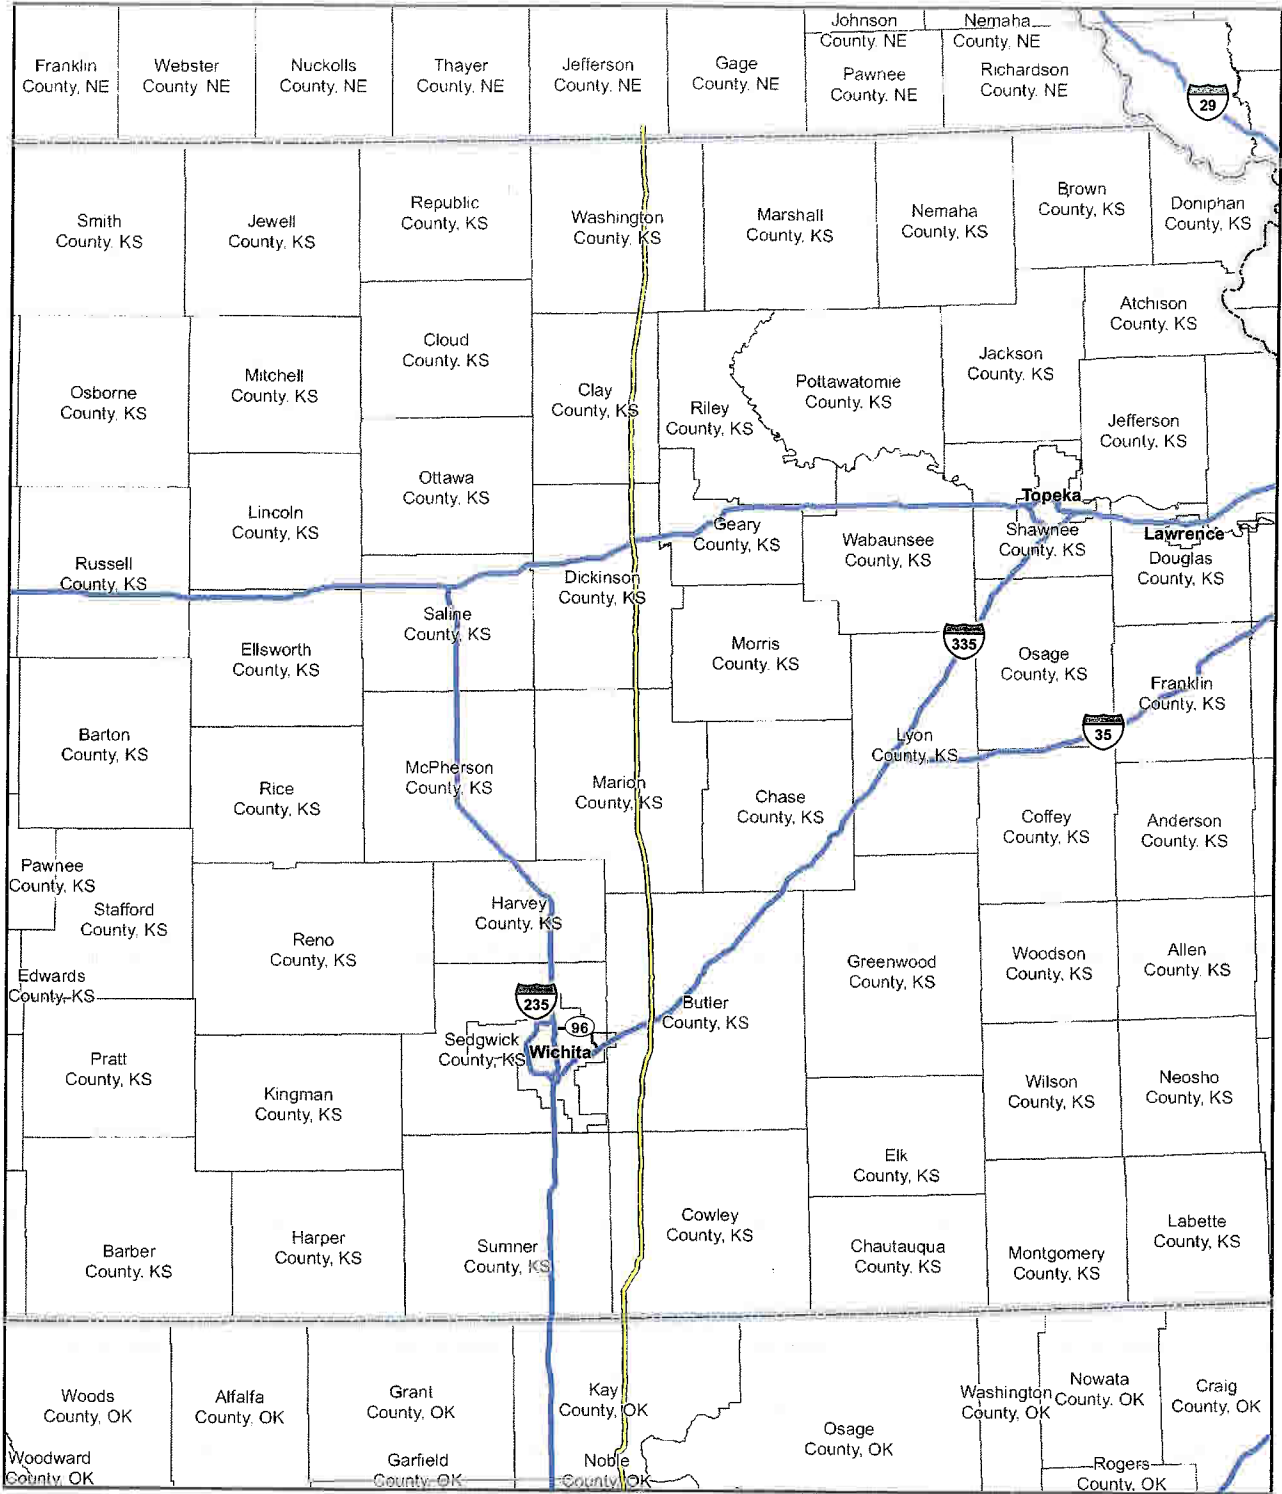 Johnson
County. NE
Nemaha
County, NE
Franklin
County, NE
Webster
County NE
Nuckolls
County, NE
Thayer
County, NE
Jefferson
County, NE
Gage
County, NE
Pawnee
County. NE
Richardson
County. NE
29
Smith
County. KS
Jewell
County. KS
Republic
County, KS
Washington
County, KS
Marshall
County, KS
Nemaha
County, KS
Brown
County, KS
Doniphan
County, KS
Atchison
County. KS
Cloud
County. KS
Jackson
County, KS
Osborne
County, KS
Mitchell
County. KS
Clay
County, KS
Riley
County, KS
Pottawatomie
County. KS
Jefferson
County, KS
Ottawa
County, KS
Lincoln
County, KS
Topeka
Geary
County, KS
Wabaunsee
County, KS
Shawnee
County, KS
Lawrence
Douglas
County, KS
Russell
County, KS
Dickinson
County, KS
Saline
County, KS
Ellsworth
County, KS
Morris
County. KS
335
Osage
County, KS
Franklin
County, KS
35
Barton
County, KS
Rice
County, KS
McPherson
County, KS
Marion
County, KS
Chase
County, KS
Lyon
County, KS
Coffey
County, KS
Anderson
County. KS
Pawnee
County, KS
Stafford
County, KS
Reno
County, KS
Harvey
County. KS
Greenwood
County, KS
Woodson
County, KS
Allen
County. KS
Edwards
County, KS
235
96
Butler
County, KS
Sedgwick
County, KS
Wichita
Pratt
County, KS
Kingman
County, KS
Wilson
County, KS
Neosho
County, KS
Elk
County, KS
Barber
County. KS
Harper
County, KS
Sumner
County, KS
Cowley
County, KS
Chautauqua
County. KS
Montgomery
County. KS
Labette
County, KS
Woods
County, OK
Alfalfa
County, OK
Grant
County, OK
Kay
County, OK
Washington
County, OK
Nowata
County. OK
Craig
County, OK
Osage
County, OK
Woodward
County, OK
Garfield
County. OK
Noble
County, OK
Rogers
County. OK